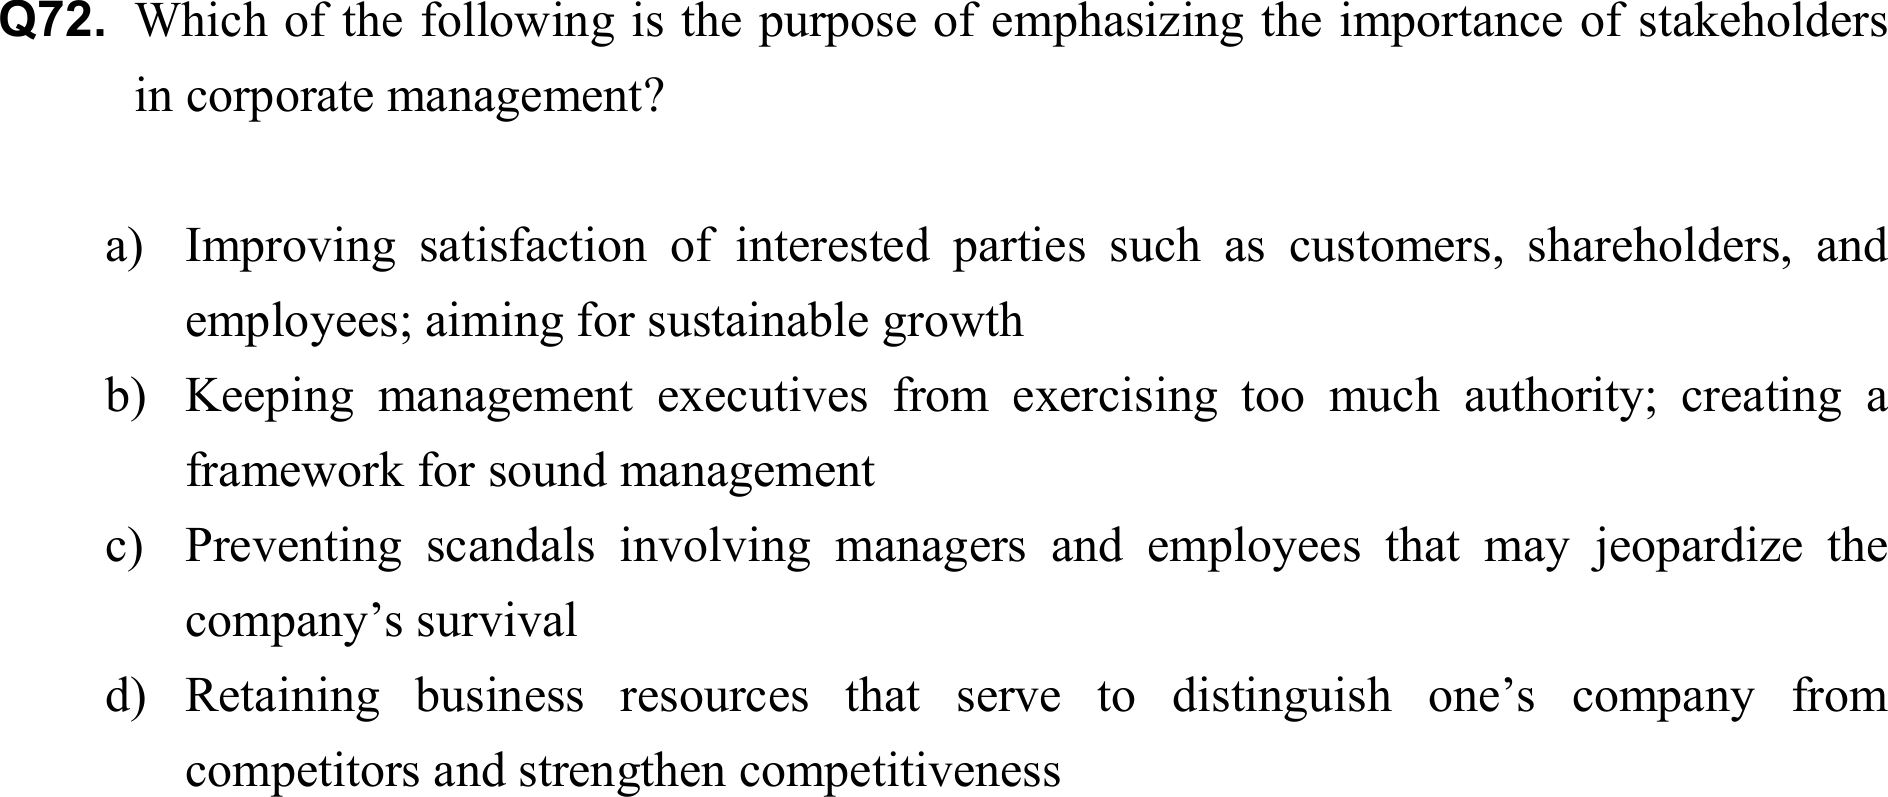 Q72. Which of the following is the purpose of emphasizing the importance of stakeholders
in corporate management?
a) Improving satisfaction of interested parties such as customers, shareholders, and
employees; aiming for sustainable growth
b) Keeping management executives from exercising too much authority; creating a
framework for sound management
c) Preventing scandals involving managers and employees that may jeopardize the
company’s survival
d) Retaining business resources that serve to distinguish one’s company from
competitors and strengthen competitiveness